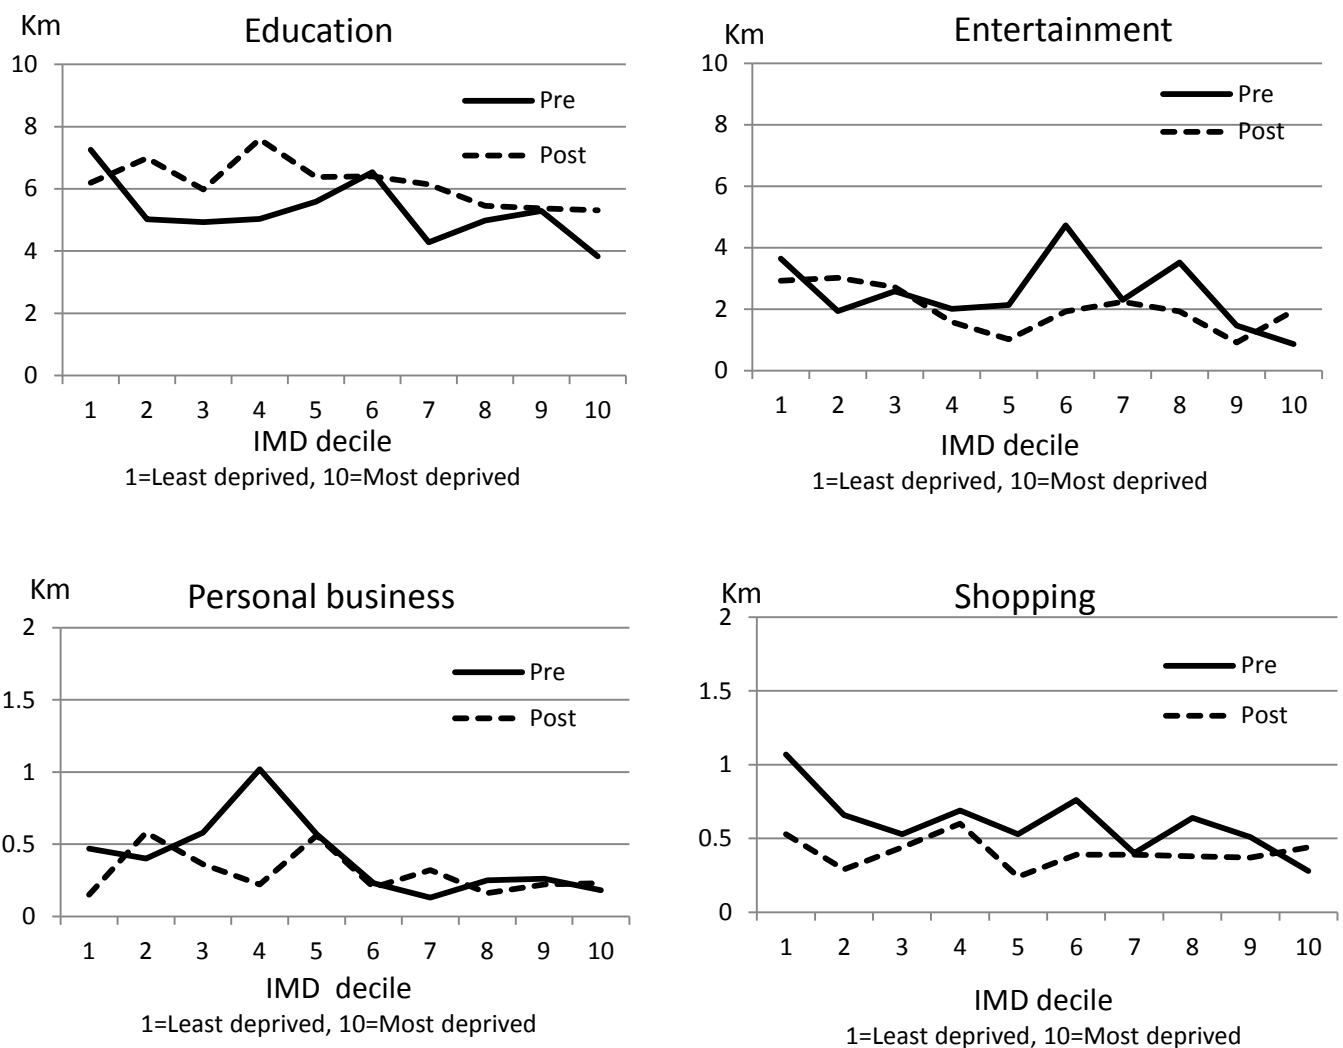 Km
Education
10
8
6
4
2
0
Pre
Post
1 2 3 4 5 6 7 8 9 10
IMD decile
1=Least deprived, 10=Most deprived
Km
Entertainment
10
8
6
4
2
0
Pre
Post
1 2 3 4 5 6 7 8 9 10
IMD decile
1=Least deprived, 10=Most deprived
Km
Personal business
2
1.5
1
0.5
0
Pre
Post
1 2 3 4 5 6 7 8 9 10
IMD decile
1=Least deprived, 10=Most deprived
Km
Shopping
2
1.5
1
0.5
0
Pre
Post
1 2 3 4 5 6 7 8 9 10
IMD decile
1=Least deprived, 10=Most deprived